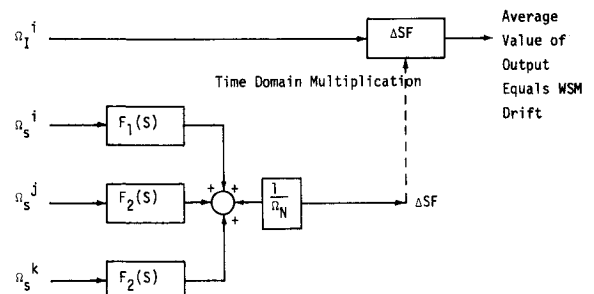 Ω_I^i
ΔSF
Average
Value of
Output
Equals WSM
Drift
Time Domain Multiplication
Ω_s^i
F_1(S)
+ +
Ω_s^j
F_2(S)
1
Ω_N
ΔSF
+
Ω_s^k
F_2(S)